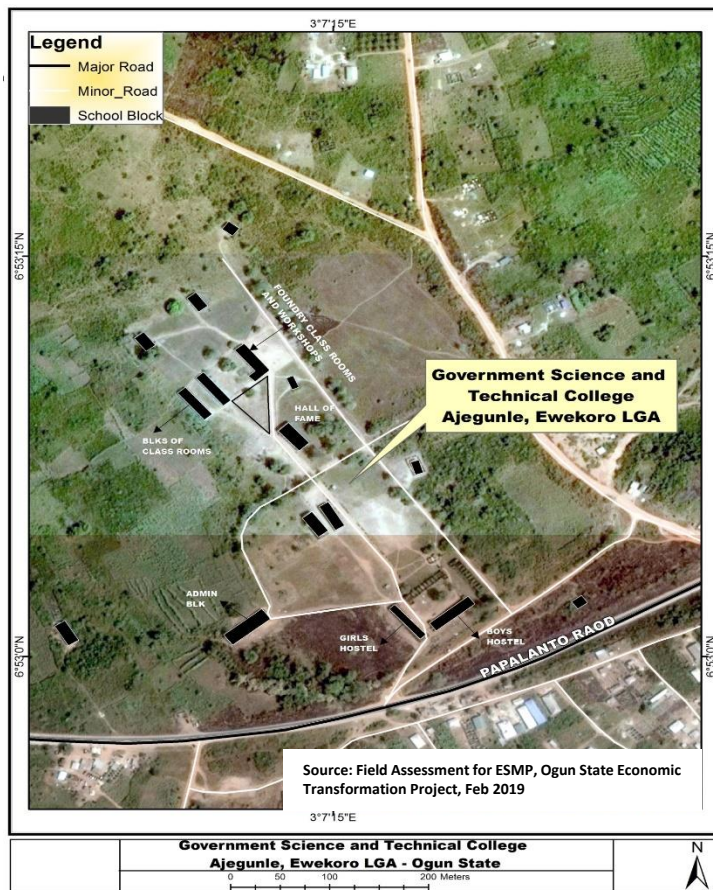 3°7'15"E
Legend
Major Road
Minor_Road
School Block
6°53'15"N
6°53'15"N
FOUNDRY CLASS ROOMS
AND WORKSHOPS
Government Science and
Technical College
Ajegunle, Ewekoro LGA
HALL OF
FAME
BLKS OF
CLASS ROOMS
ADMIN
BLK
GIRLS
HOSTEL
BOYS
HOSTEL
PAPALANTO RAOD
6°53'0"N
6°53'0"N
Source: Field Assessment for ESMP, Ogun State Economic
Transformation Project, Feb 2019
3°7'15"E
Government Science and Technical College
Ajegunle, Ewekoro LGA - Ogun State
0 50 100 200 Meters
N